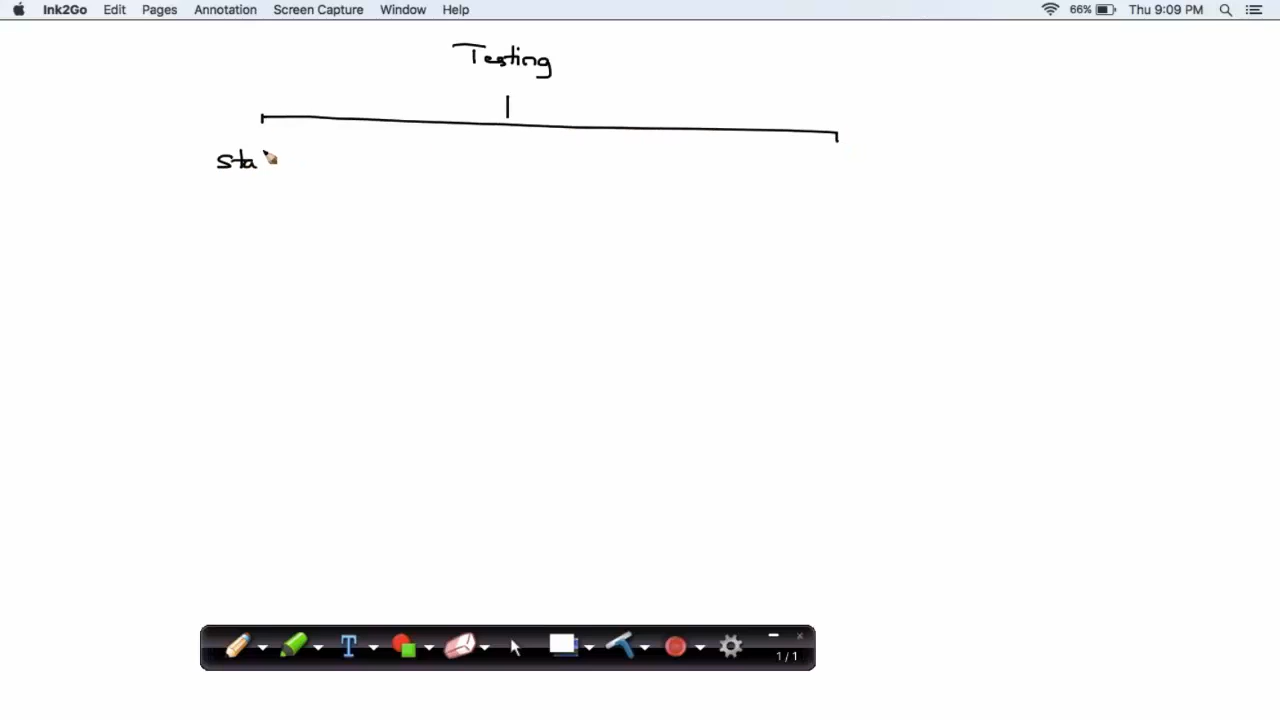 Ink2Go Edit Pages Annotation Screen Capture Window Help 66% Thu 9:09 PM
Testing
Sta
T
1/1